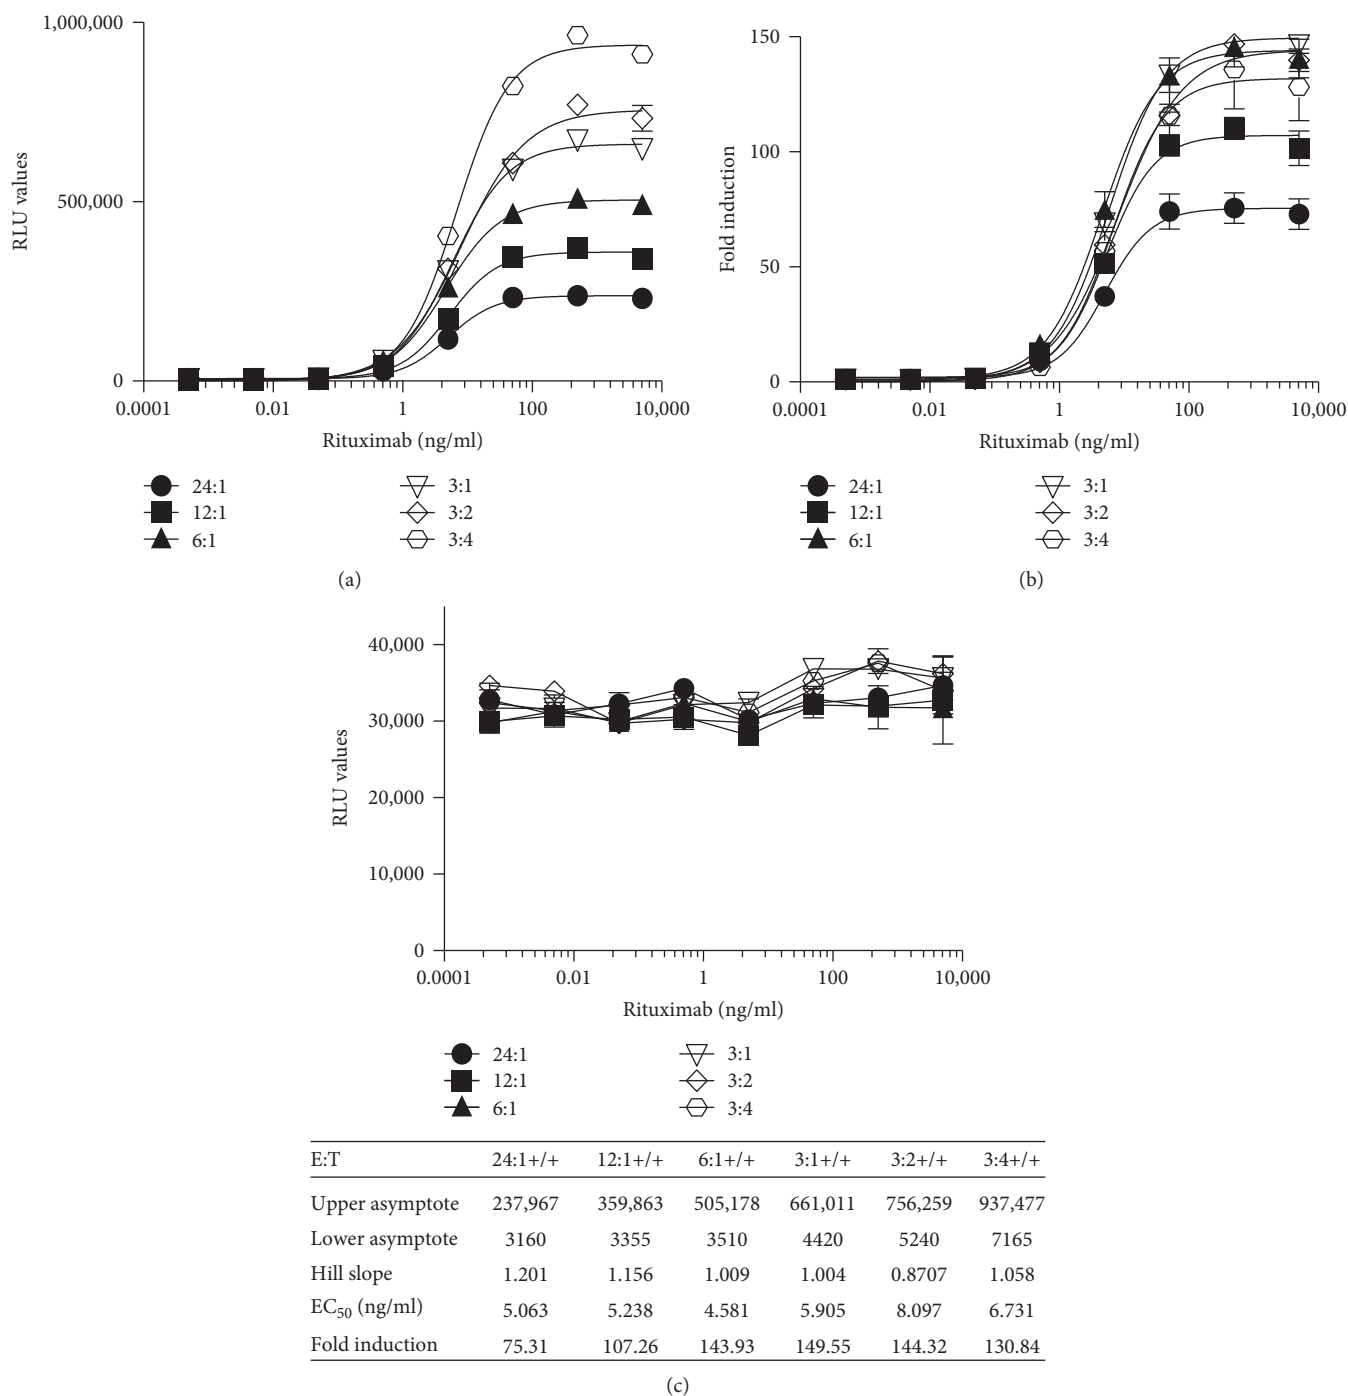 1,000,000
500,000
0
RLU values
0.0001 0.01 1 100 10,000
Rituximab (ng/ml)
24:1 3:1
12:1 3:2
6:1 3:4
(a)
150
100
50
0
Fold induction
0.0001 0.01 1 100 10,000
Rituximab (ng/ml)
24:1 3:1
12:1 3:2
6:1 3:4
(b)
40,000
30,000
20,000
10,000
0
RLU values
0.0001 0.01 1 100 10,000
Rituximab (ng/ml)
24:1 3:1
12:1 3:2
6:1 3:4
E:T 24:1+/+ 12:1+/+ 6:1+/+ 3:1+/+ 3:2+/+ 3:4+/+
Upper asymptote 237,967 359,863 505,178 661,011 756,259 937,477
Lower asymptote 3160 3355 3510 4420 5240 7165
Hill slope 1.201 1.156 1.009 1.004 0.8707 1.058
EC50 (ng/ml) 5.063 5.238 4.581 5.905 8.097 6.731
Fold induction 75.31 107.26 143.93 149.55 144.32 130.84
(c)